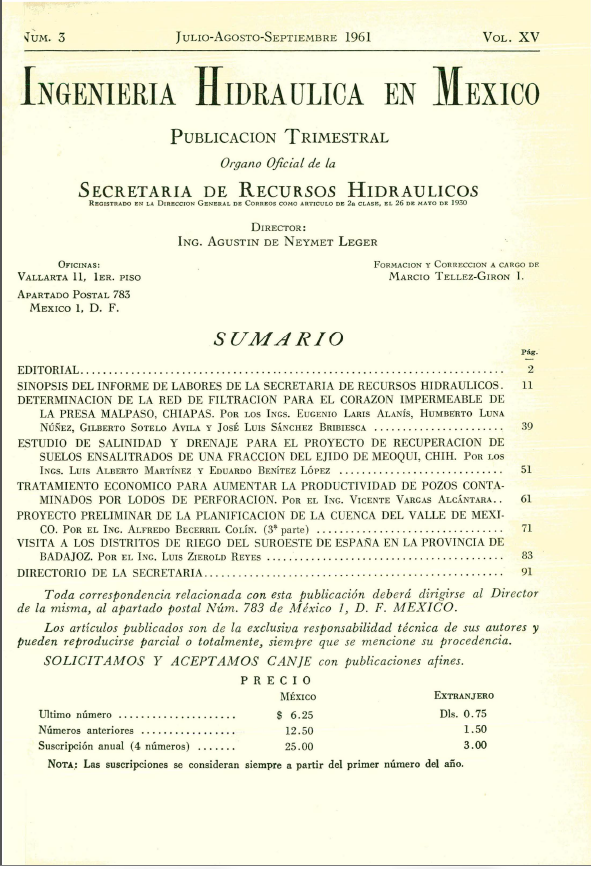 NUM. 3 JULIO-AGOSTO-SEPTIEMBRE 1961 VOL. XV
INGENIERIA HIDRAULICA EN MEXICO
PUBLICACION TRIMESTRAL
Organo Oficial de la
SECRETARIA DE RECURSOS HIDRAULICOS
REGISTRADO EN LA DIRECCION GENERAL DE CORREOS COMO ARTICULO DE 2a CLASE, EL 26 DE MAYO DE 1930
DIRECTOR:
ING. AGUSTIN DE NEYMET LEGER
OFICINAS:
VALLARTA 11, 1ER. PISO
APARTADO POSTAL 783
MEXICO 1, D. F.
FORMACION Y CORRECCION A CARGO DE
MARCIO TELLEZ-GIRON I.
SUMARIO
Pág.
EDITORIAL.......... 2
SINOPSIS DEL INFORME DE LABORES DE LA SECRETARIA DE RECURSOS HIDRAULICOS. 11
DETERMINACION DE LA RED DE FILTRACION PARA EL CORAZON IMPERMEABLE DE
LA PRESA MALPASO, CHIAPAS. POR LOS INGS. EUGENIO LARIS ALANÍS, HUMBERTO LUNA
NÚÑEZ, GILBERTO SOTELO AVILA Y JOSÉ LUIS SÁNCHEZ BRIBIESCA .......... 39
ESTUDIO DE SALINIDAD Y DRENAJE PARA EL PROYECTO DE RECUPERACION DE
SUELOS ENSALITRADOS DE UNA FRACCION DEL EJIDO DE MEOQUI, CHIH. POR LOS
INGS. LUIS ALBERTO MARTÍNEZ Y EDUARDO BENÍTEZ LÓPEZ .......... 51
TRATAMIENTO ECONOMICO PARA AUMENTAR LA PRODUCTIVIDAD DE POZOS CONTA-
MINADOS POR LODOS DE PERFORACION. POR EL ING. VICENTE VARGAS ALCÁNTARA.. 61
PROYECTO PRELIMINAR DE LA PLANIFICACION DE LA CUENCA DEL VALLE DE MEXI-
CO. POR EL ING. ALFREDO BECERRIL COLÍN. (3ª parte) .......... 71
VISITA A LOS DISTRITOS DE RIEGO DEL SUROESTE DE ESPAÑA EN LA PROVINCIA DE
BADAJOZ. POR EL ING. LUIS ZIEROLD REYES .......... 83
DIRECTORIO DE LA SECRETARIA.......... 91
Toda correspondencia relacionada con esta publicación deberá dirigirse al Director
de la misma, al apartado postal Núm. 783 de México 1, D. F. MEXICO.
Los artículos publicados son de la exclusiva responsabilidad técnica de sus autores y
pueden reproducirse parcial o totalmente, siempre que se mencione su procedencia.
SOLICITAMOS Y ACEPTAMOS CANJE con publicaciones afines.
PRECIO
MÉXICO EXTRANJERO
Ultimo número .......... $ 6.25 Dls. 0.75
Números anteriores .......... 12.50 1.50
Suscripción anual (4 números) ....... 25.00 3.00
NOTA: Las suscripciones se consideran siempre a partir del primer número del año.